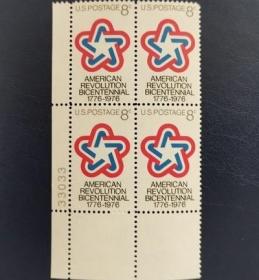 U.S. POSTAGE 8c
U.S. POSTAGE 8c
AMERICAN
REVOLUTION
BICENTENNIAL
1776-1976
AMERICAN
REVOLUTION
BICENTENNIAL
1776-1976
U.S. POSTAGE 8c
U.S. POSTAGE 8c
AMERICAN
REVOLUTION
BICENTENNIAL
1776-1976
AMERICAN
REVOLUTION
BICENTENNIAL
1776-1976
33033